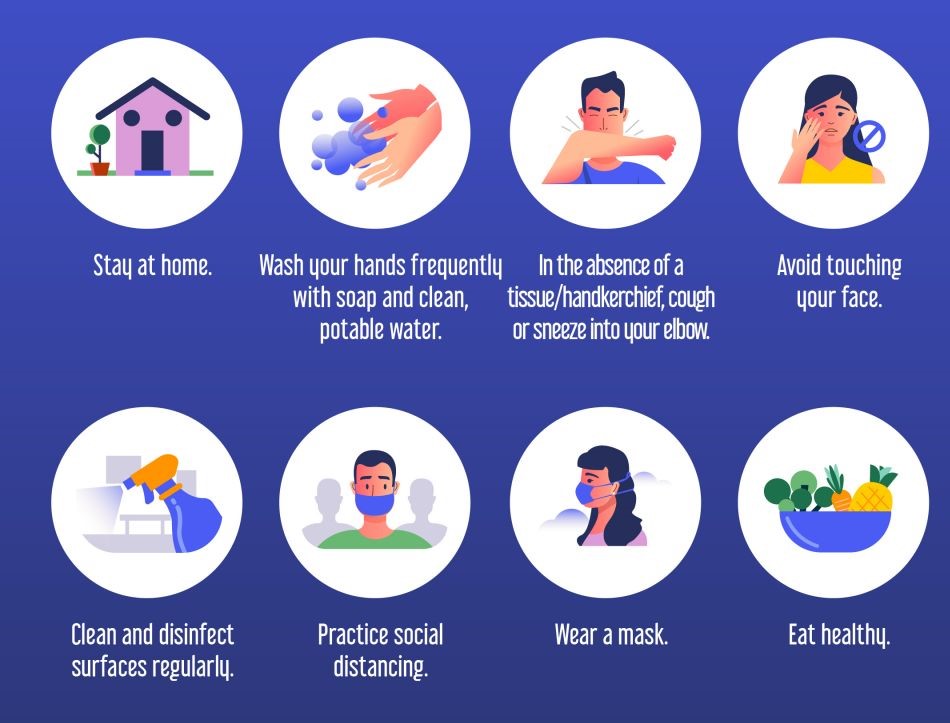 Stay at home.
Wash your hands frequently
with soap and clean,
potable water.
In the absence of a
tissue/handkerchief, cough
or sneeze into your elbow.
Avoid touching
your face.
Clean and disinfect
surfaces regularly.
Practice social
distancing.
Wear a mask.
Eat healthy.